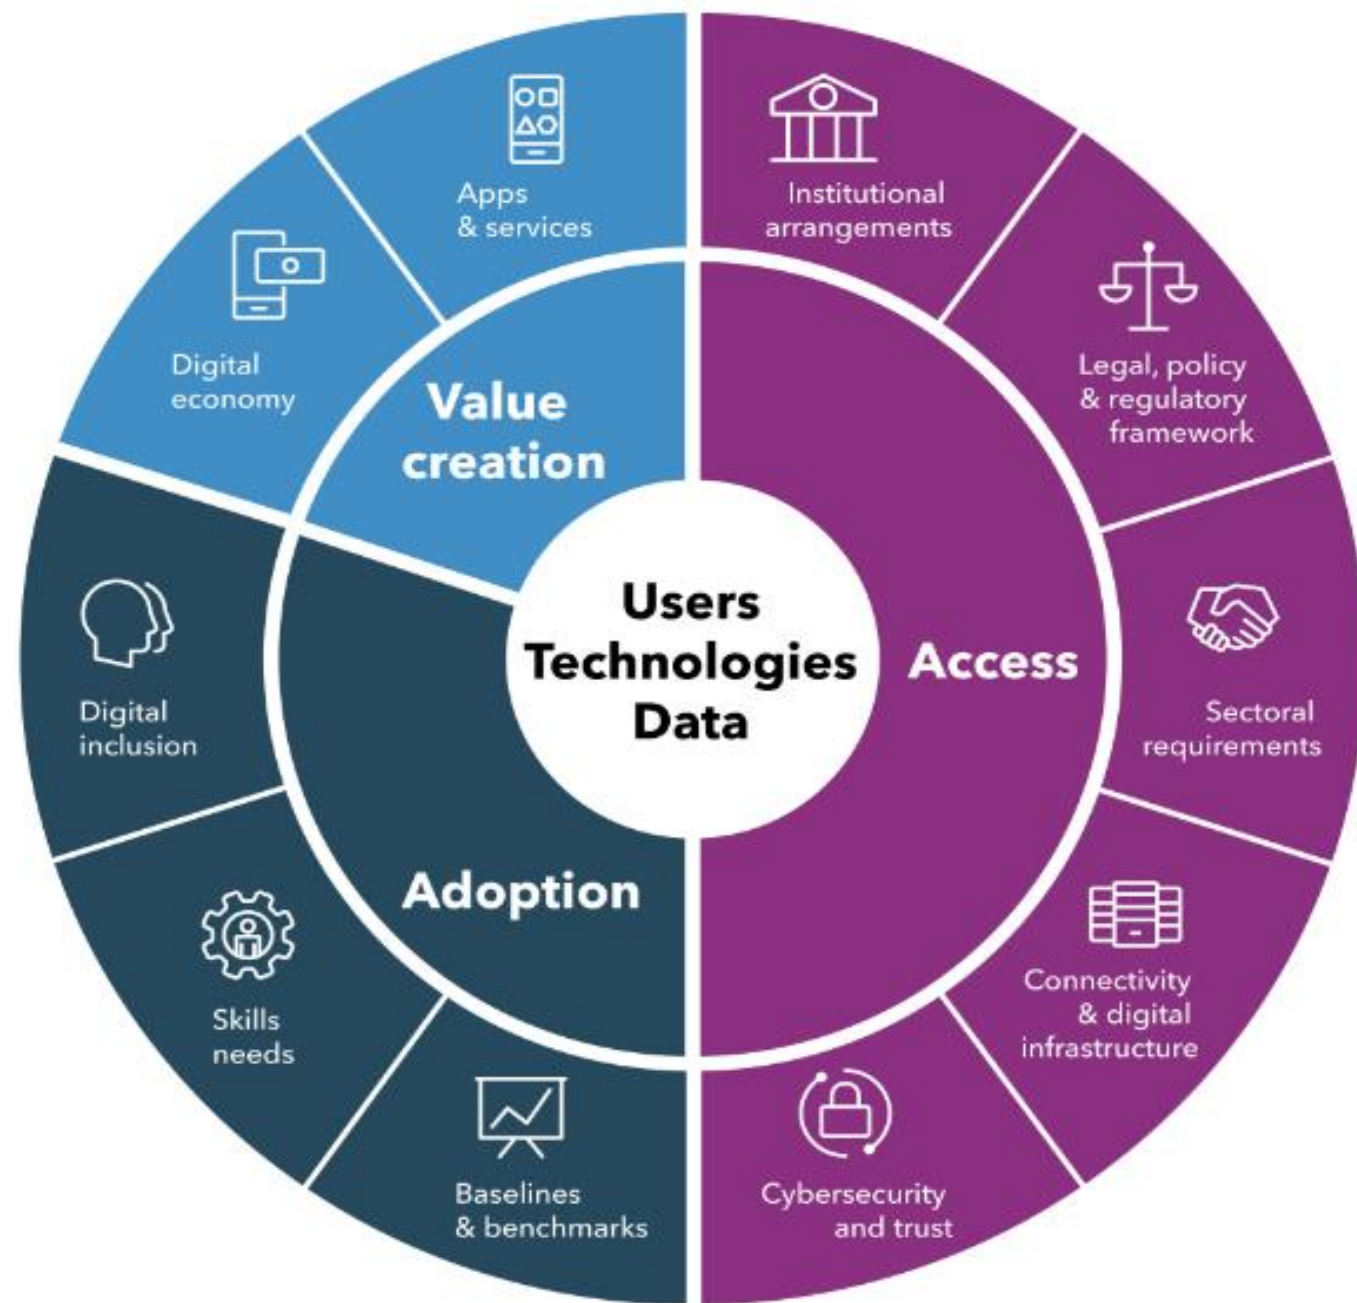 Apps
& services
Institutional
arrangements
Digital
economy
Legal, policy
& regulatory
framework
Value
creation
Users
Technologies
Data
Access
Sectoral
requirements
Digital
inclusion
Adoption
Connectivity
& digital
infrastructure
Skills
needs
Baselines
& benchmarks
Cybersecurity
and trust